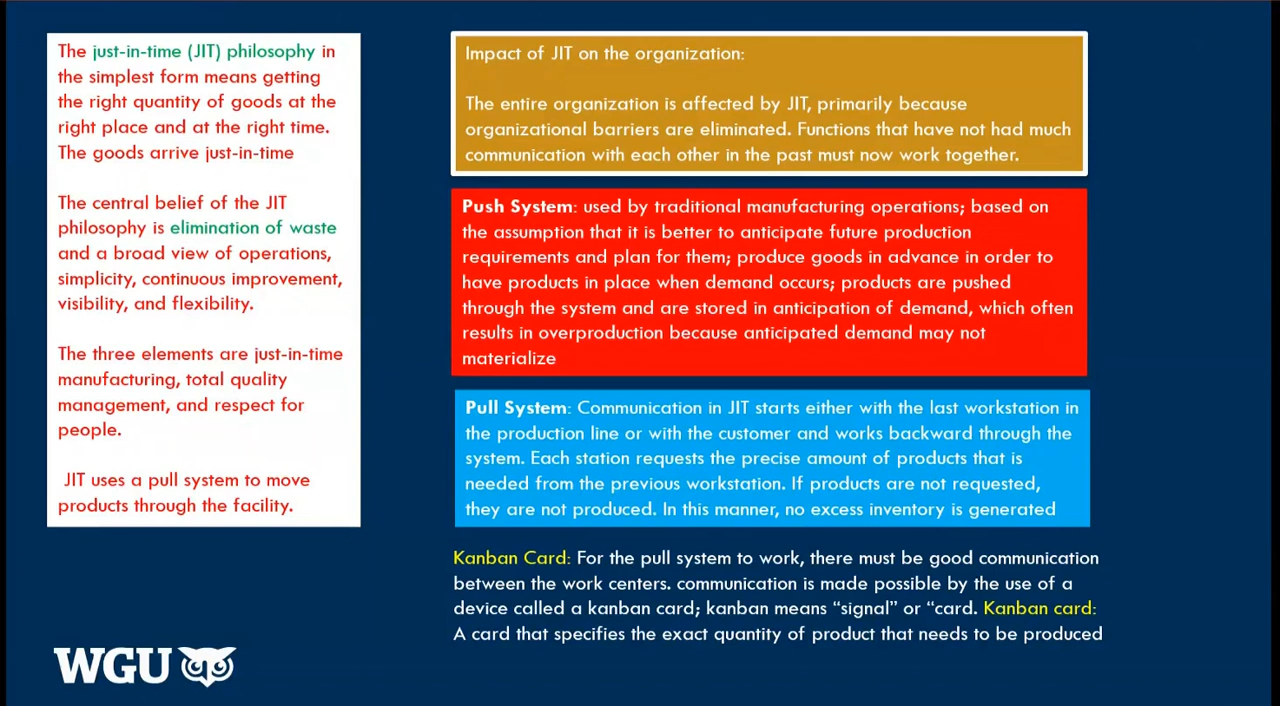 The just-in-time (JIT) philosophy in
the simplest form means getting
the right quantity of goods at the
right place and at the right time.
The goods arrive just-in-time
The central belief of the JIT
philosophy is elimination of waste
and a broad view of operations,
simplicity, continuous improvement,
visibility, and flexibility.
The three elements are just-in-time
manufacturing, total quality
management, and respect for
people.
JIT uses a pull system to move
products through the facility.
Impact of JIT on the organization:
The entire organization is affected by JIT, primarily because
organizational barriers are eliminated. Functions that have not had much
communication with each other in the past must now work together.
Push System: used by traditional manufacturing operations; based on
the assumption that it is better to anticipate future production
requirements and plan for them; produce goods in advance in order to
have products in place when demand occurs; products are pushed
through the system and are stored in anticipation of demand, which often
results in overproduction because anticipated demand may not
materialize
Pull System: Communication in JIT starts either with the last workstation in
the production line or with the customer and works backward through the
system. Each station requests the precise amount of products that is
needed from the previous workstation. If products are not requested,
they are not produced. In this manner, no excess inventory is generated
Kanban Card: For the pull system to work, there must be good communication
between the work centers. communication is made possible by the use of a
device called a kanban card; kanban means “signal” or “card. Kanban card:
A card that specifies the exact quantity of product that needs to be produced
WGU